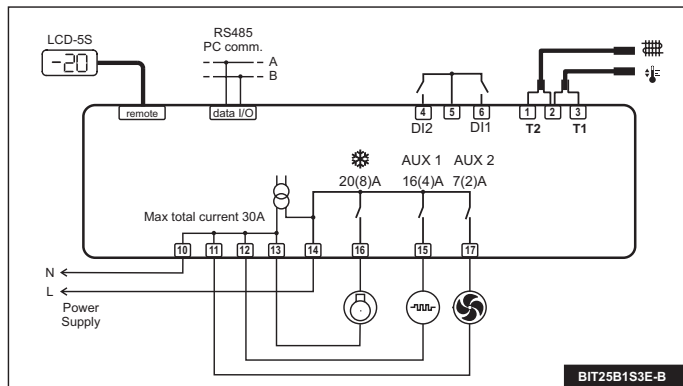 LCD-5S
-20
RS485
PC comm.
A
B
remote
data I/O
4 5 6
DI2 DI1
1 2 3
T2 T1
AUX 1 AUX 2
20(8)A 16(4)A 7(2)A
Max total current 30A
10 11 12 13 14 16 15 17
N
L
Power
Supply
BIT25B1S3E-B